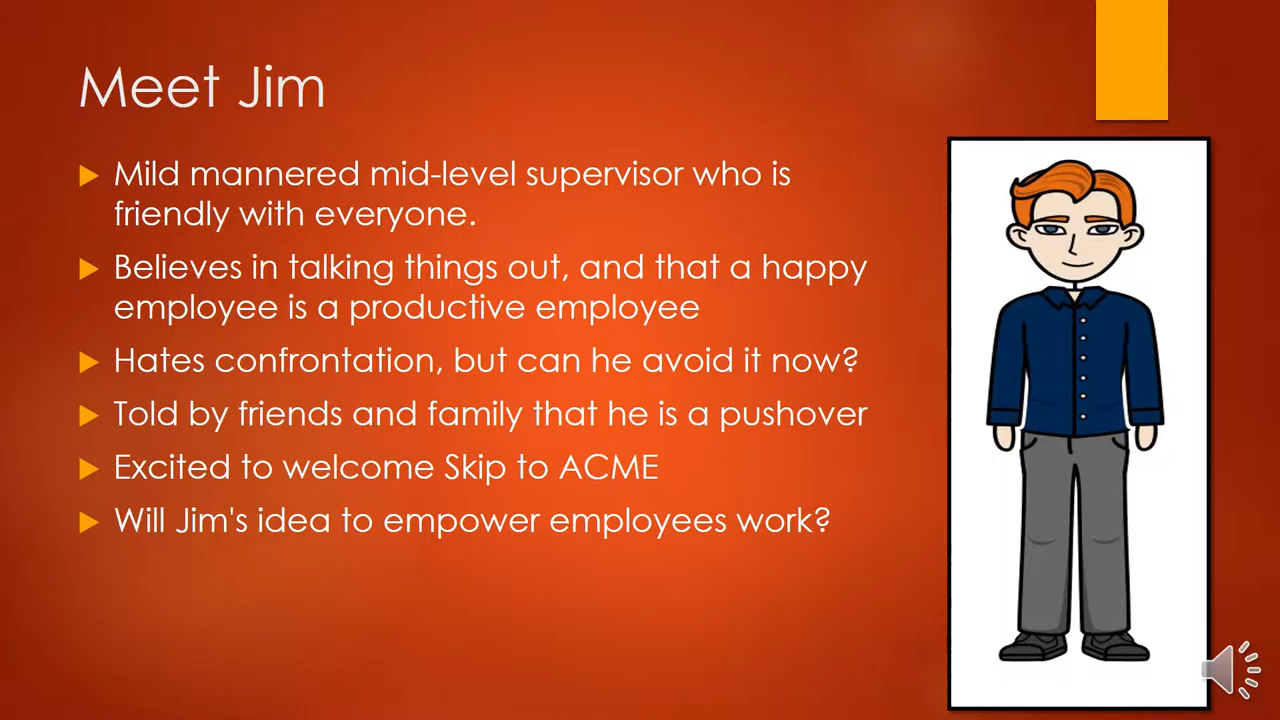 Meet Jim
Mild mannered mid-level supervisor who is
friendly with everyone.
Believes in talking things out, and that a happy
employee is a productive employee
Hates confrontation, but can he avoid it now?
Told by friends and family that he is a pushover
Excited to welcome Skip to ACME
Will Jim's idea to empower employees work?